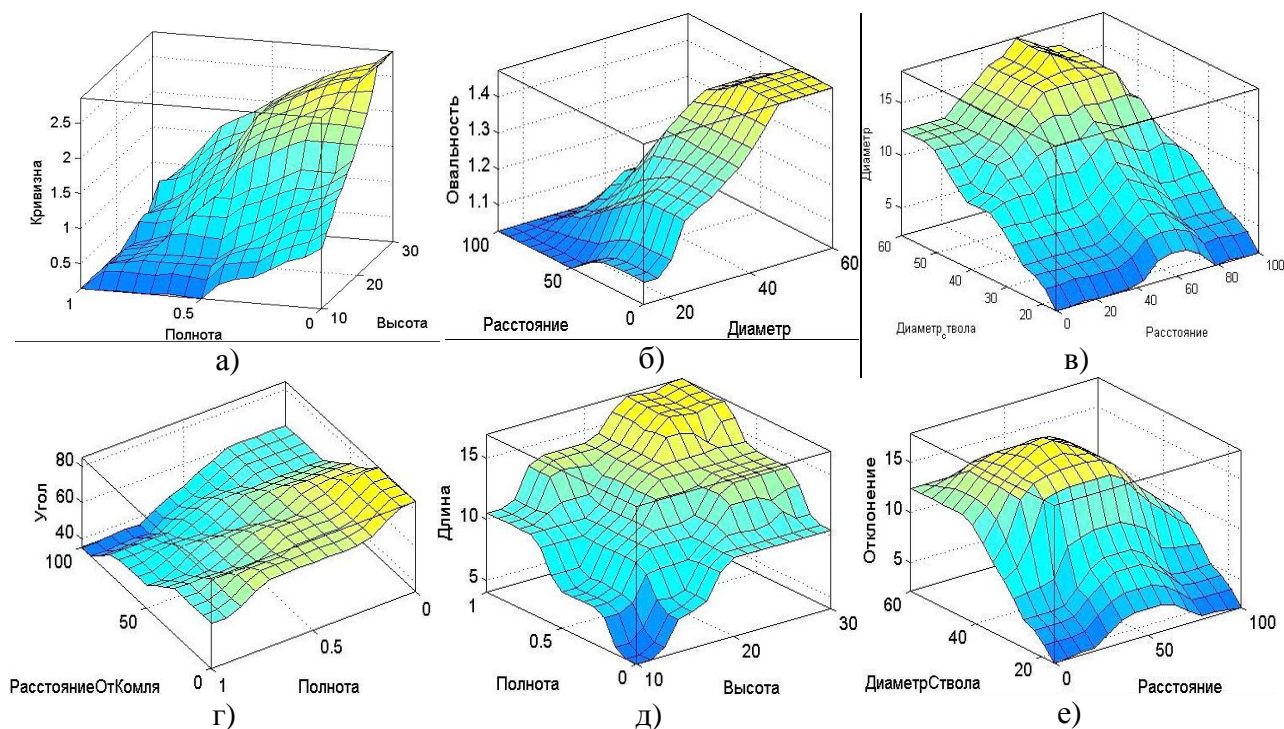 Кривизна
2.5
2
1.5
1
0.5
1
0.5
0
Полнота
10
20
30
Высота
а)
Овальность
1.4
1.3
1.2
1.1
100
50
0
Расстояние
20
40
60
Диаметр
б)
Диаметр
15
10
5
60
50
40
30
20
Диаметр_ствола
0
20
40
60
80
100
Расстояние
в)
Угол
80
60
40
100
50
0
РасстояниеОтКомля
1
0.5
0
Полнота
г)
Длина
15
10
5
1
0.5
0
Полнота
10
20
30
Высота
д)
Отклонение
15
10
5
60
40
20
ДиаметрСтвола
0
50
100
Расстояние
е)